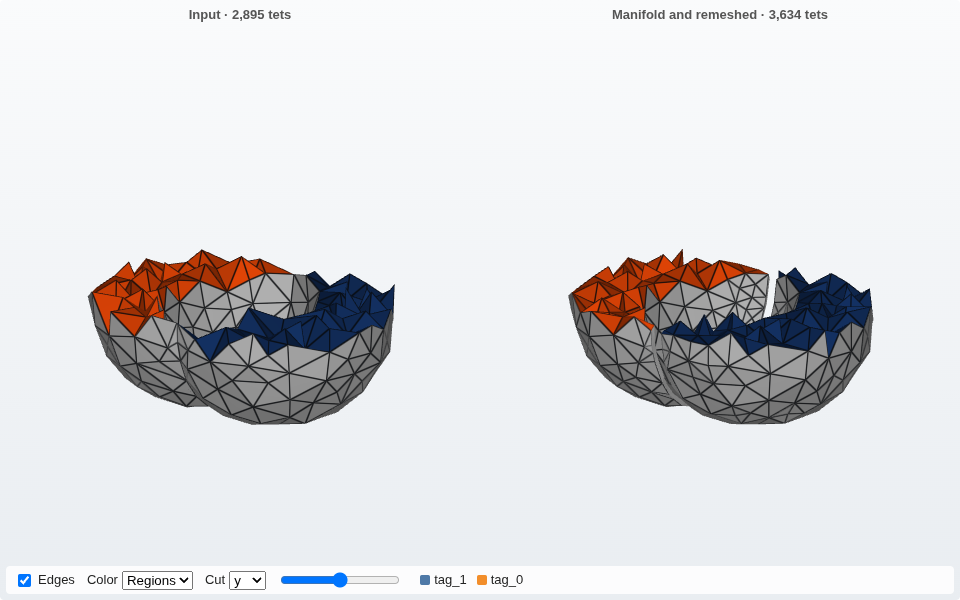 Input · 2,895 tets
Manifold and remeshed · 3,634 tets
Edges Color Regions Cut y tag_1 tag_0